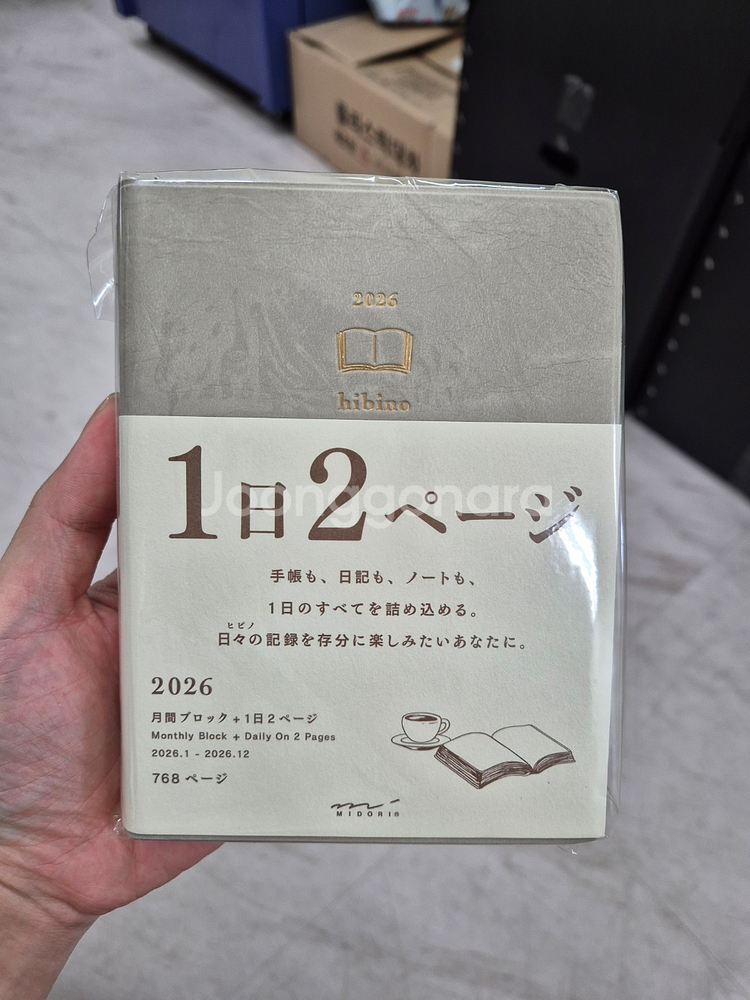 2026
hibino
1日2ページ
Joonggonara
手帳も、日記も、ノートも、
1日のすべてを詰め込める。
ヒビノ
日々の記録を存分に楽しみたいあなたに。
2026
月間ブロック+1日2ページ
Monthly Block + Daily On 2 Pages
2026.1 - 2026.12
768 ページ
MIDORI®